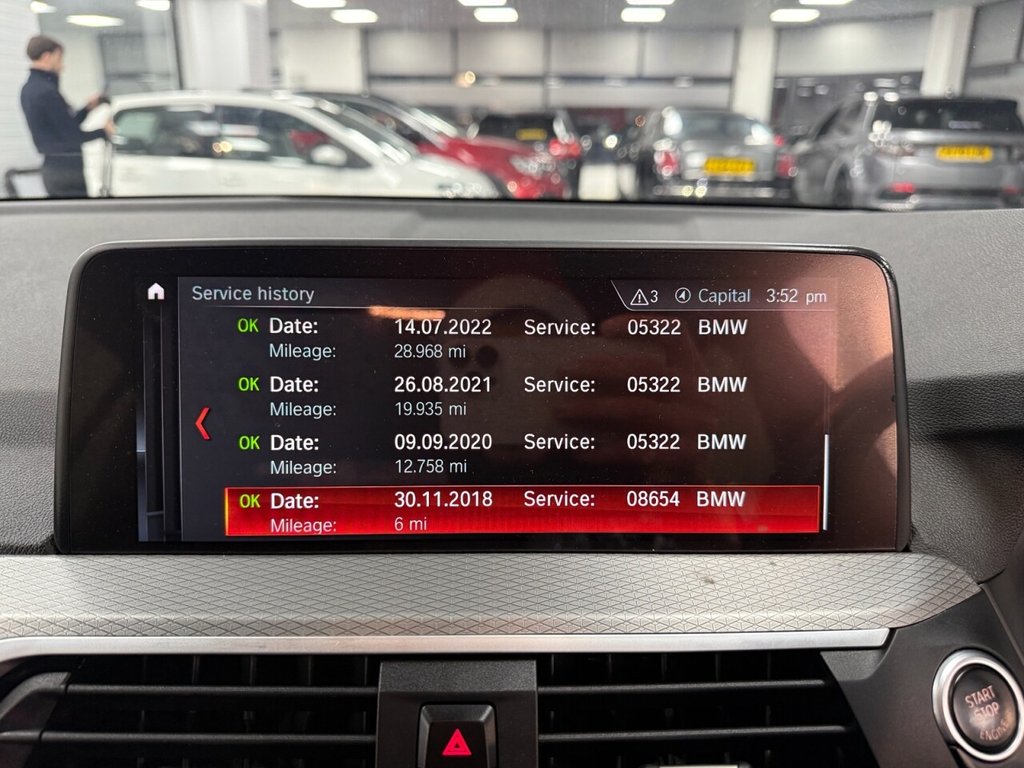 Service history 3 Capital 3:52 pm
OK Date: 14.07.2022 Service: 05322 BMW
Mileage: 28.968 mi
OK Date: 26.08.2021 Service: 05322 BMW
Mileage: 19.935 mi
OK Date: 09.09.2020 Service: 05322 BMW
Mileage: 12.758 mi
OK Date: 30.11.2018 Service: 08654 BMW
Mileage: 6 mi
START
STOP
ENGINE